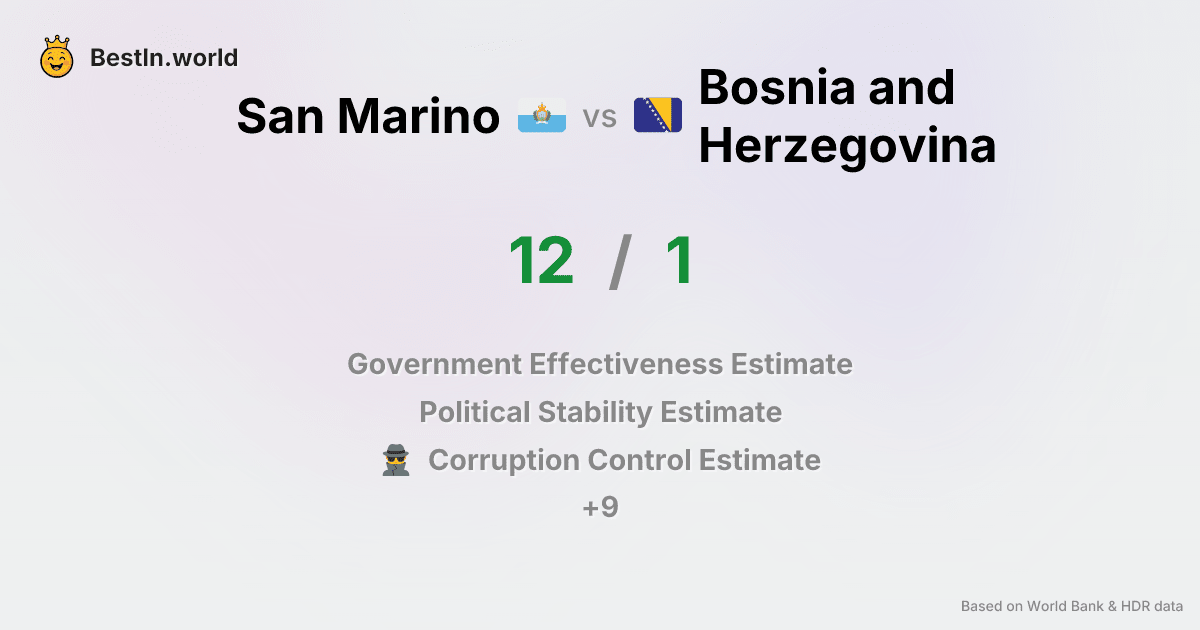 BestIn.world
San Marino vs Bosnia and
Herzegovina
12 / 1
Government Effectiveness Estimate
Political Stability Estimate
Corruption Control Estimate
+9
Based on World Bank & HDR data